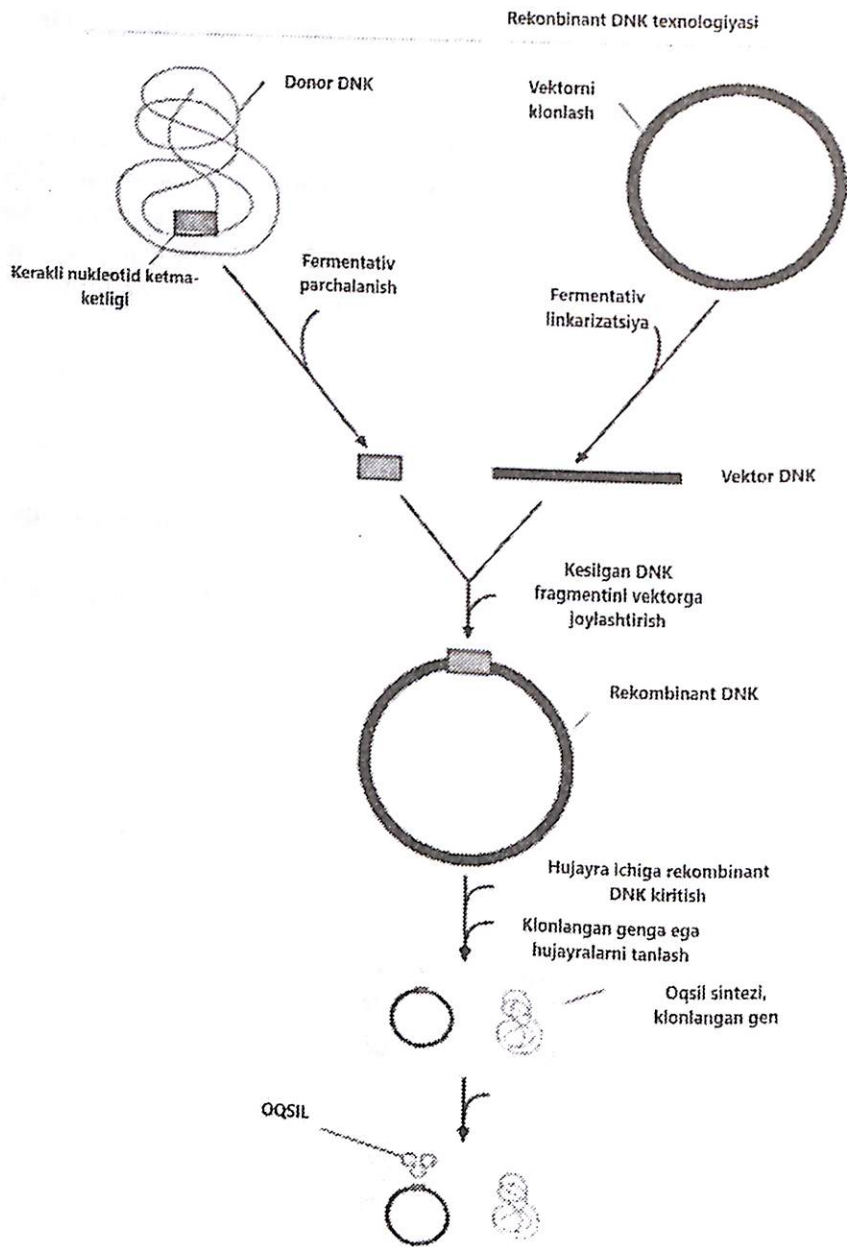 Rekonbinant DNK texnologiyasi
Donor DNK
Vektorni
klonlash
Kerakli nukleotid ketma-
ketligi
Fermentativ
parchalanish
Fermentativ
linkarizatsiya
Vektor DNK
Kesilgan DNK
fragmentini vektorga
joylashtirish
Rekombinant DNK
Hujayra ichiga rekombinant
DNK kiritish
Klonlangan genga ega
hujayralarni tanlash
Oqsil sintezi,
klonlangan gen
OQSIL